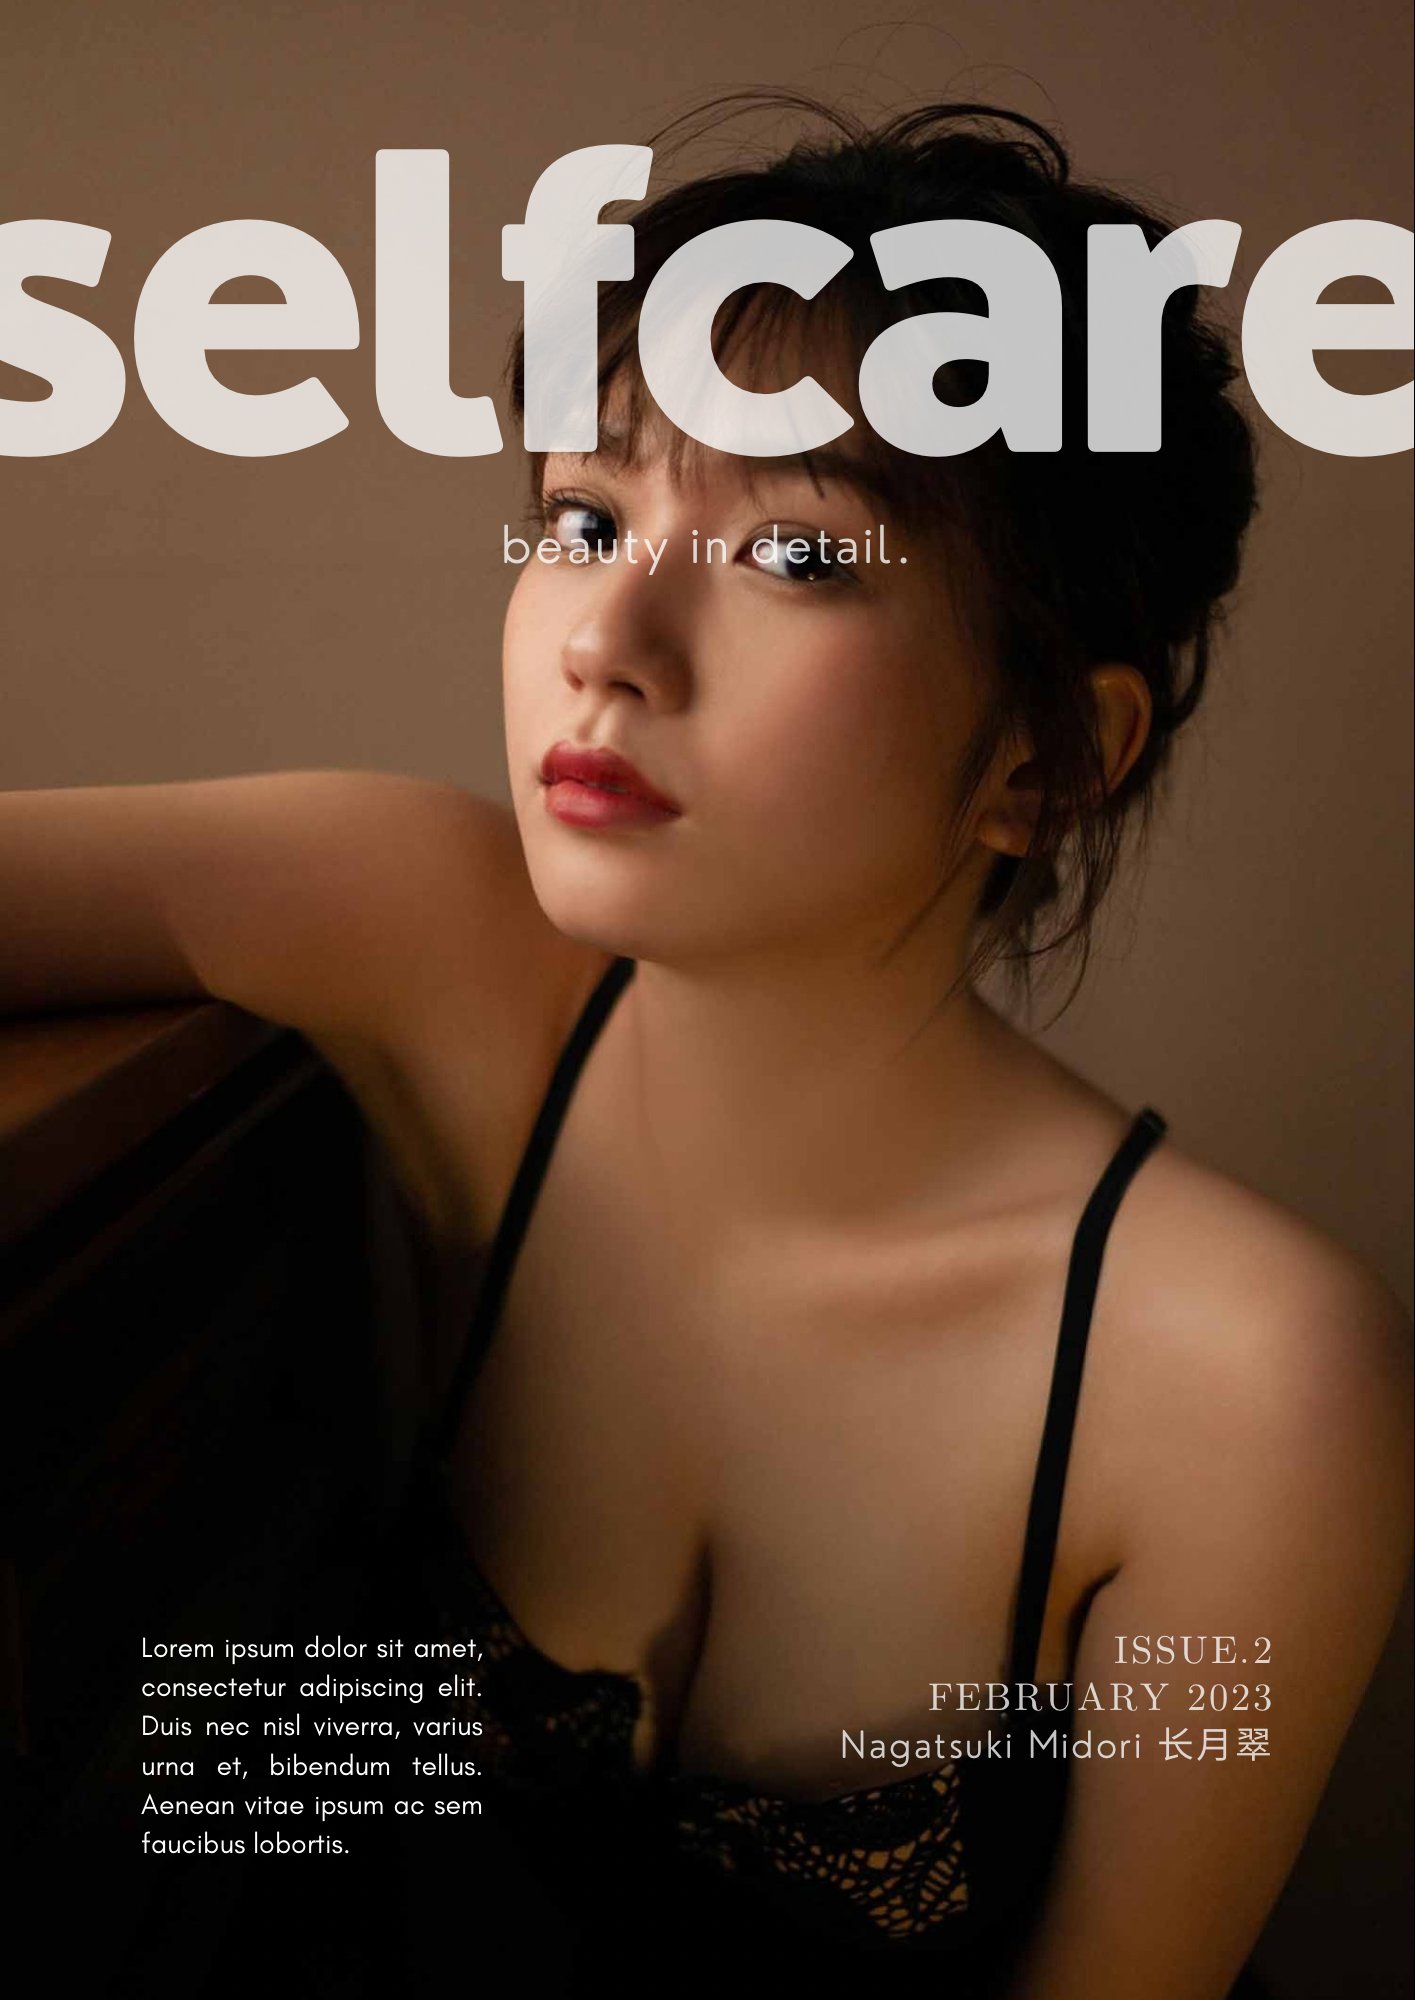 selfcare
beauty in detail.
Lorem ipsum dolor sit amet,
consectetur adipiscing elit.
Duis nec nisl viverra, varius
urna et, bibendum tellus.
Aenean vitae ipsum ac sem
faucibus lobortis.
ISSUE.2
FEBRUARY 2023
Nagatsuki Midori 长月翠